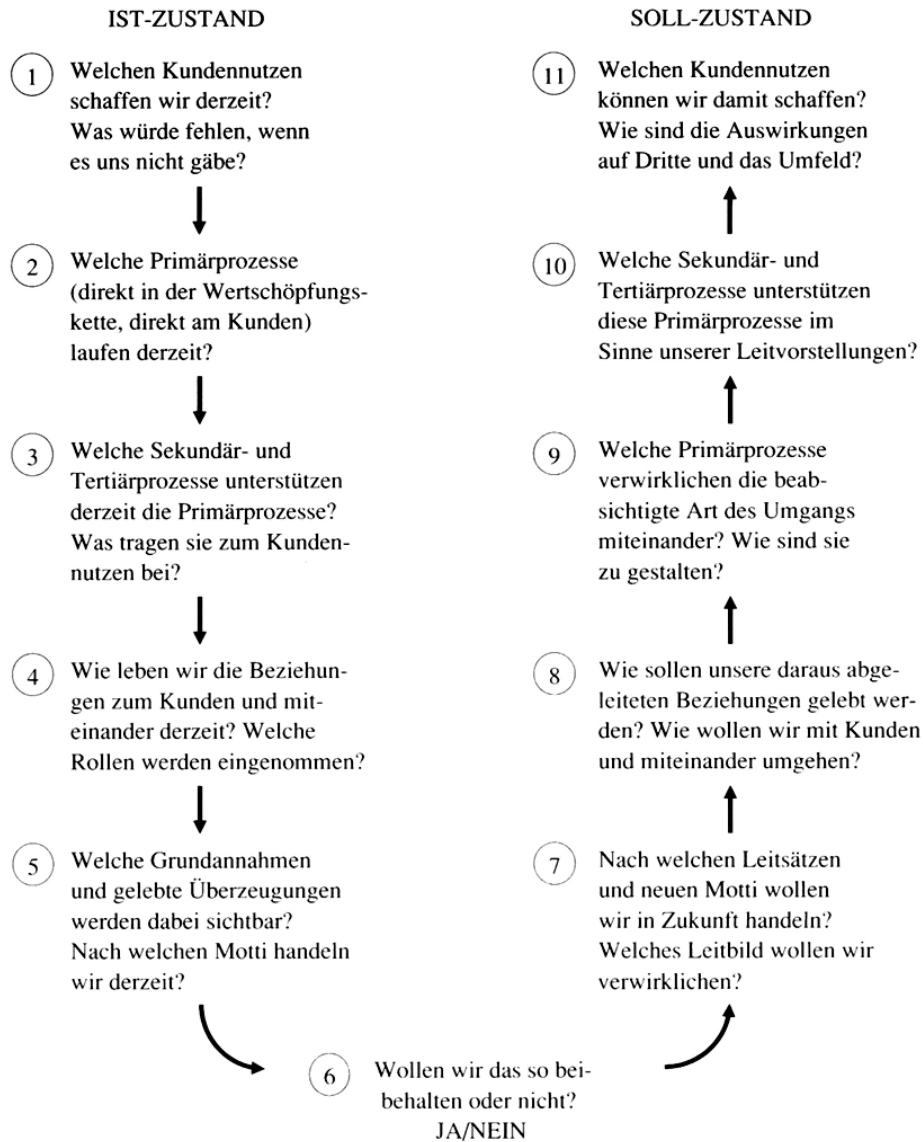 IST-ZUSTAND
1 Welchen Kundennutzen
schaffen wir derzeit?
Was würde fehlen, wenn
es uns nicht gäbe?
2 Welche Primärprozesse
(direkt in der Wertschöpfungs-
kette, direkt am Kunden)
laufen derzeit?
3 Welche Sekundär- und
Tertiärprozesse unterstützen
derzeit die Primärprozesse?
Was tragen sie zum Kunden-
nutzen bei?
4 Wie leben wir die Beziehun-
gen zum Kunden und mit-
einander derzeit? Welche
Rollen werden eingenommen?
5 Welche Grundannahmen
und gelebte Überzeugungen
werden dabei sichtbar?
Nach welchen Motti handeln
wir derzeit?
6 Wollen wir das so bei-
behalten oder nicht?
JA/NEIN
SOLL-ZUSTAND
11 Welchen Kundennutzen
können wir damit schaffen?
Wie sind die Auswirkungen
auf Dritte und das Umfeld?
10 Welche Sekundär- und
Tertiärprozesse unterstützen
diese Primärprozesse im
Sinne unserer Leitvorstellungen?
9 Welche Primärprozesse
verwirklichen die beab-
sichtigte Art des Umgangs
miteinander? Wie sind sie
zu gestalten?
8 Wie sollen unsere daraus abge-
leiteten Beziehungen gelebt wer-
den? Wie wollen wir mit Kunden
und miteinander umgehen?
7 Nach welchen Leitsätzen
und neuen Motti wollen
wir in Zukunft handeln?
Welches Leitbild wollen wir
verwirklichen?